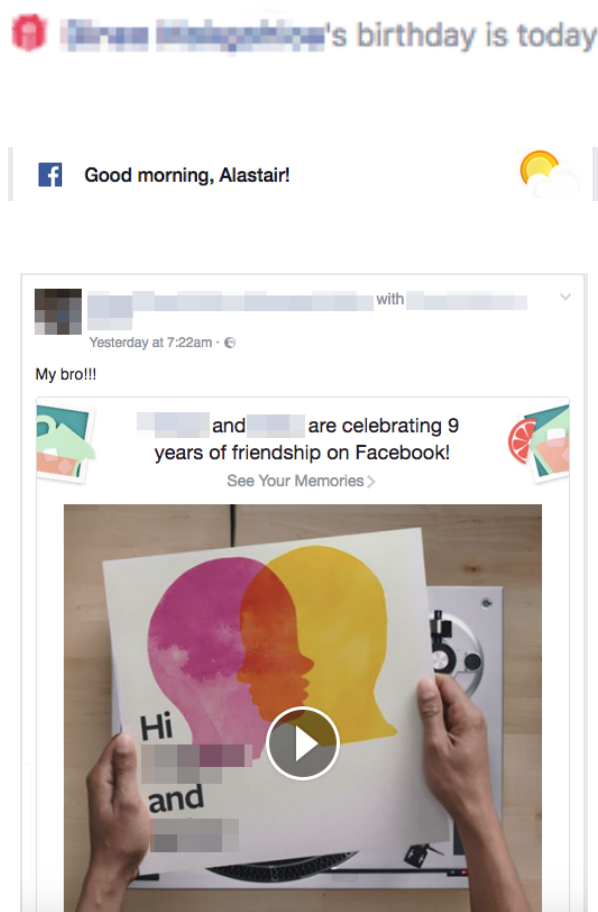 's birthday is today
Good morning, Alastair!
with
Yesterday at 7:22am ·
My bro!!!
and are celebrating 9
years of friendship on Facebook!
See Your Memories >
Hi
and